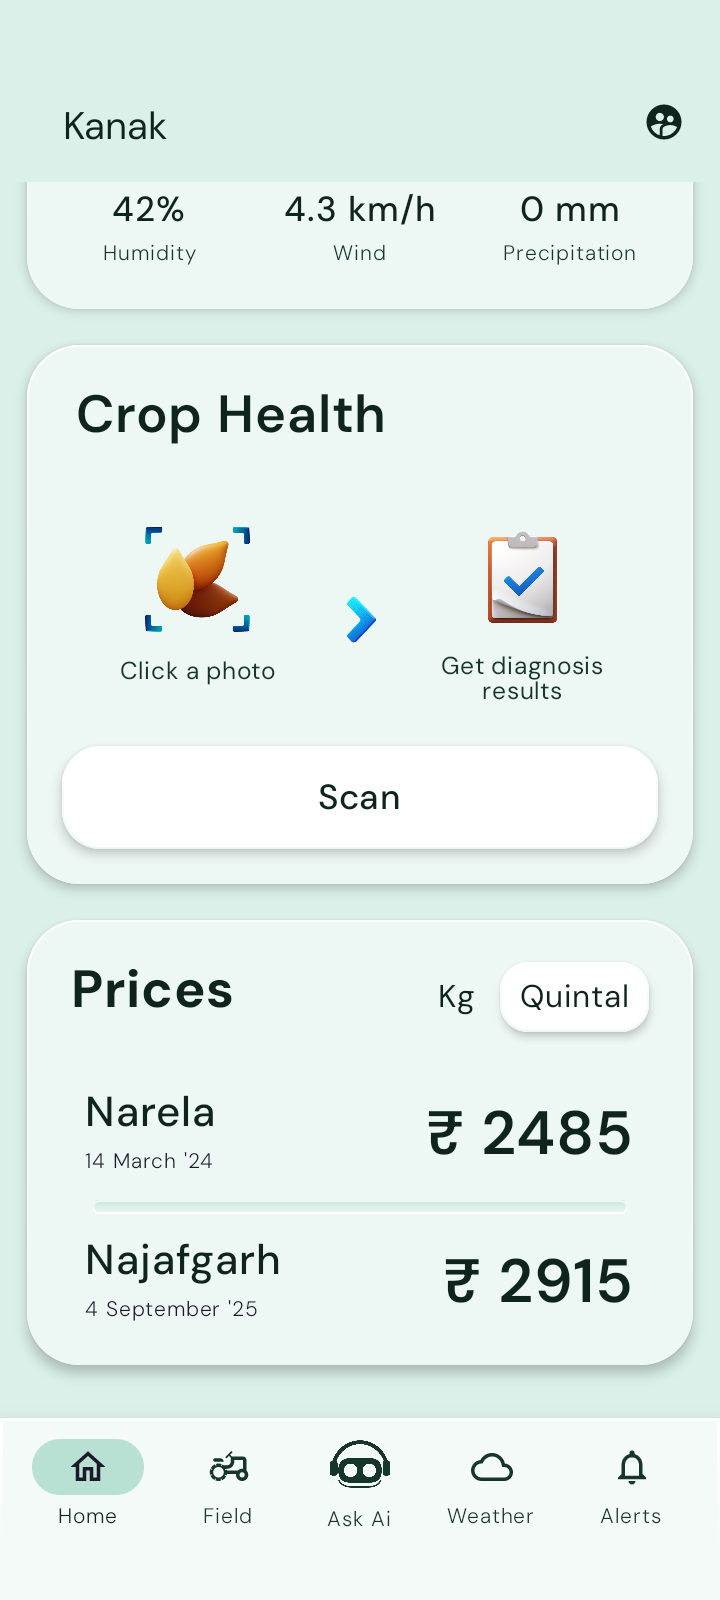 Kanak
42% 4.3 km/h 0 mm
Humidity Wind Precipitation
Crop Health
Click a photo
Get diagnosis
results
Scan
Prices
Kg Quintal
Narela
₹ 2485
14 March '24
Najafgarh
₹ 2915
4 September '25
Home Field Ask Ai Weather Alerts